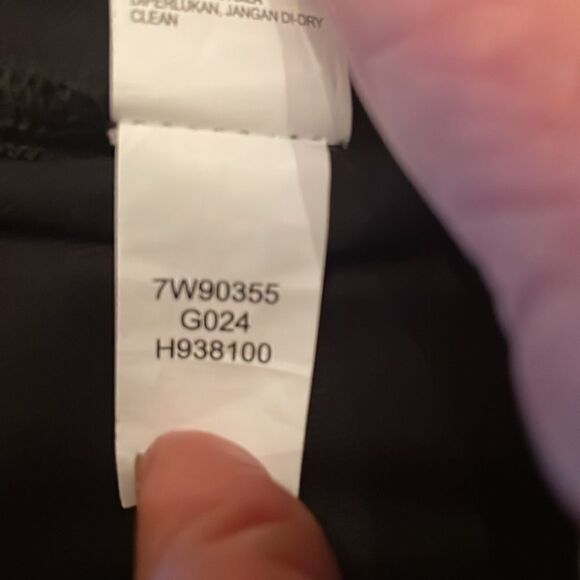 DIPERLUKAN, JANGAN DI-DRY
CLEAN
7W90355
G024
H938100